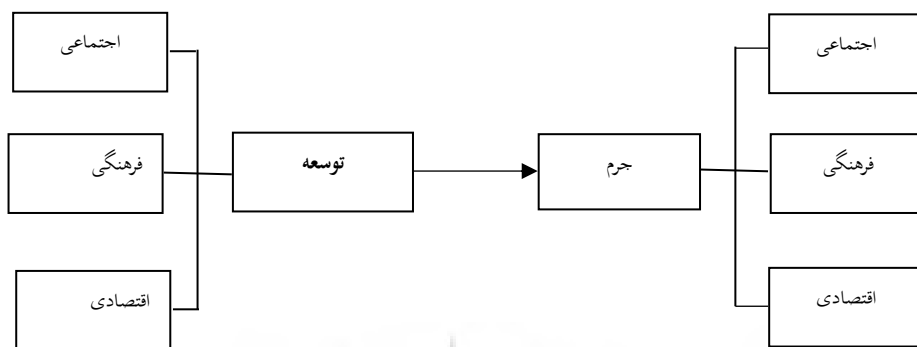 اجتماعی
اجتماعی
فرهنگی
جرم
توسعه
فرهنگی
اقتصادی
اقتصادی